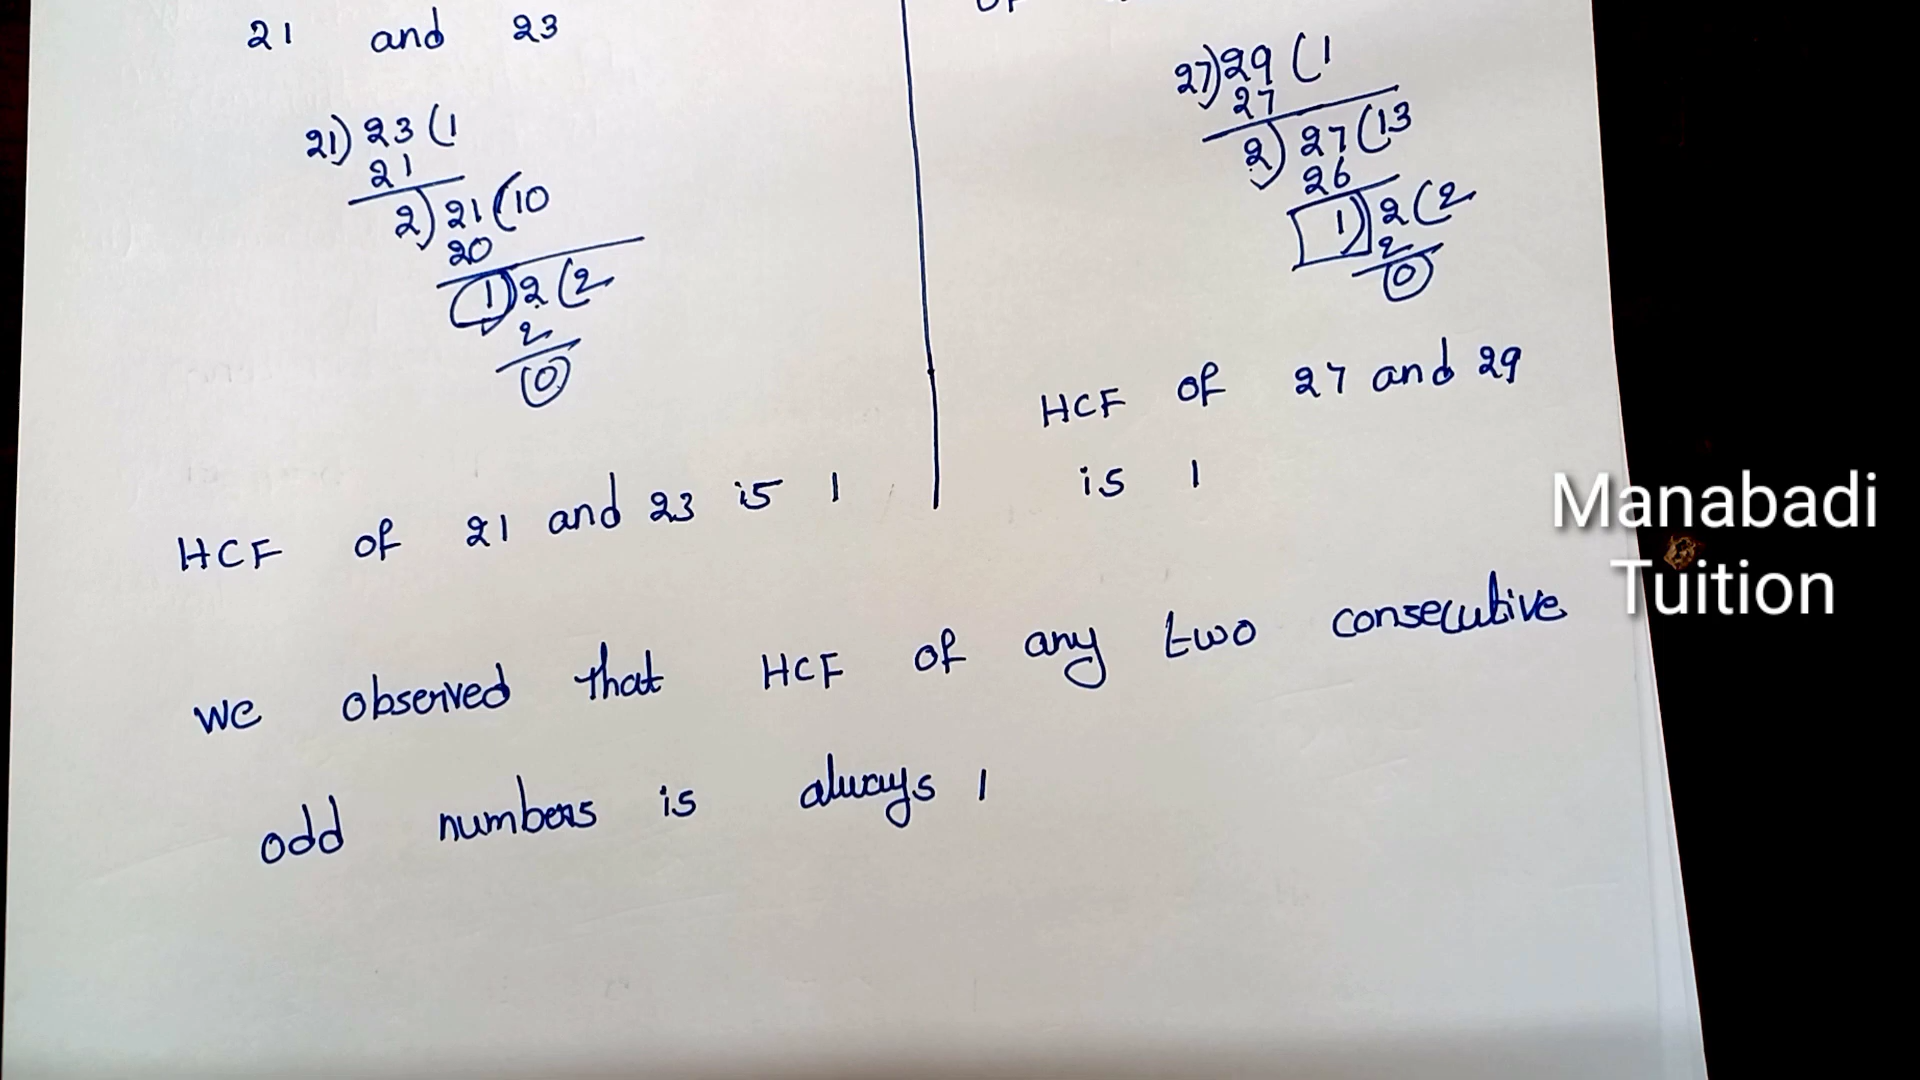 21 and 23
21) 23 (1
21
2) 21 (10
20
1) 2 (2
2
0
HCF of 21 and 23 is 1
27) 29 (1
27
2) 27 (13
26
1) 2 (2
2
0
HCF of 27 and 29
is 1
we observed that HCF of any two consecutive
odd numbers is always 1
Manabadi
Tuition